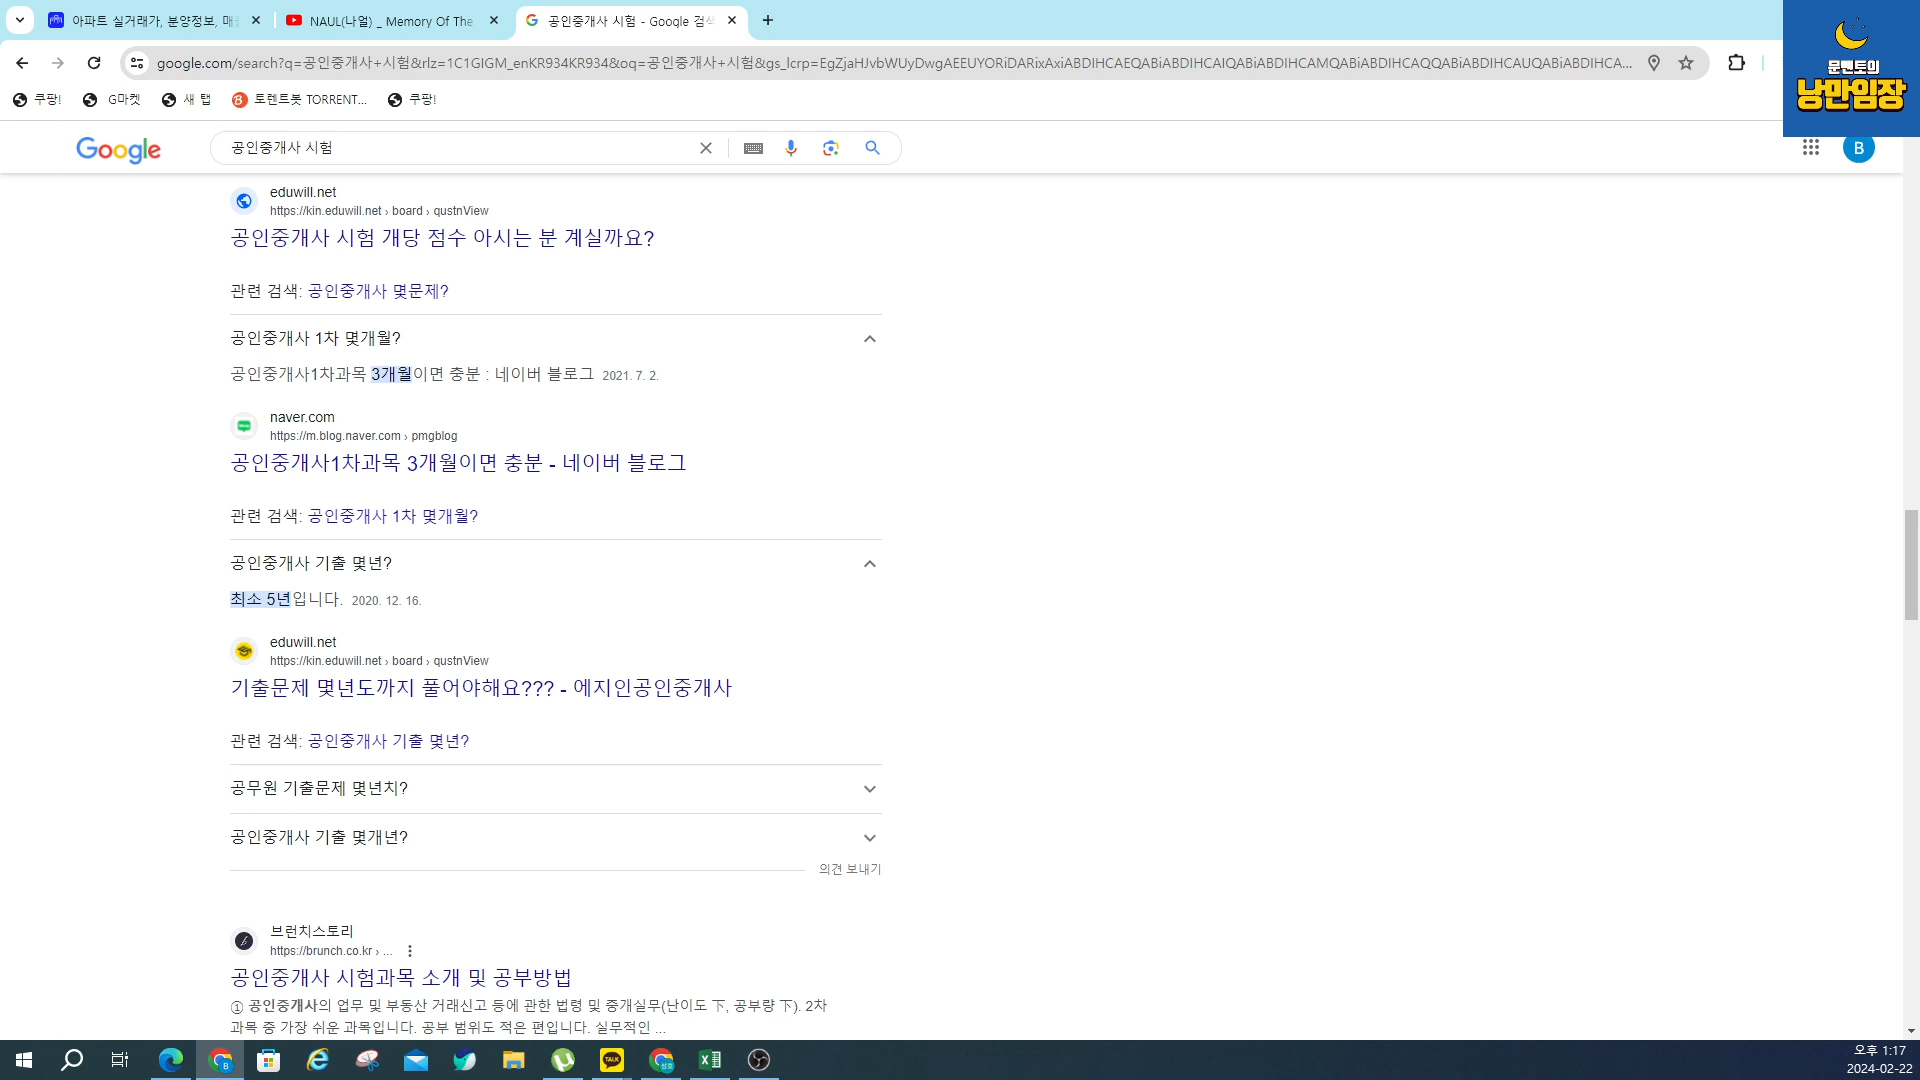 아파트 실거래가, 분양정보, 매
NAUL(나얼) _ Memory Of The
공인중개사 시험 - Google 검색
google.com/search?q=공인중개사+시험&rlz=1C1GIGM_enKR934KR934&oq=공인중개사+시험&gs_lcrp=EgZjaHJvbWUyDwgAEEUYORiDARixAxiABDIHCAEQABiABDIHCAIQABiABDIHCAMQABiABDIHCAQQABiABDIHCAUQABiABDIHCA...
쿠팡!
G마켓
새 탭
토렌트봇 TORRENT...
쿠팡!
문멘토의
낭만임장
Google
공인중개사 시험
B
eduwill.net
https://kin.eduwill.net › board › qustnView
공인중개사 시험 개당 점수 아시는 분 계실까요?
관련 검색: 공인중개사 몇문제?
공인중개사 1차 몇개월?
공인중개사1차과목 3개월이면 충분 : 네이버 블로그 2021. 7. 2.
naver.com
https://m.blog.naver.com › pmgblog
공인중개사1차과목 3개월이면 충분 - 네이버 블로그
관련 검색: 공인중개사 1차 몇개월?
공인중개사 기출 몇년?
최소 5년입니다. 2020. 12. 16.
eduwill.net
https://kin.eduwill.net › board › qustnView
기출문제 몇년도까지 풀어야해요??? - 에지인공인중개사
관련 검색: 공인중개사 기출 몇년?
공무원 기출문제 몇년치?
공인중개사 기출 몇개년?
의견 보내기
브런치스토리
https://brunch.co.kr › ...
공인중개사 시험과목 소개 및 공부방법
① 공인중개사의 업무 및 부동산 거래신고 등에 관한 법령 및 중개실무(난이도 下, 공부량 下). 2차
과목 중 가장 쉬운 과목입니다. 공부 범위도 적은 편입니다. 실무적인 ...
TALK
오후 1:17
2024-02-22